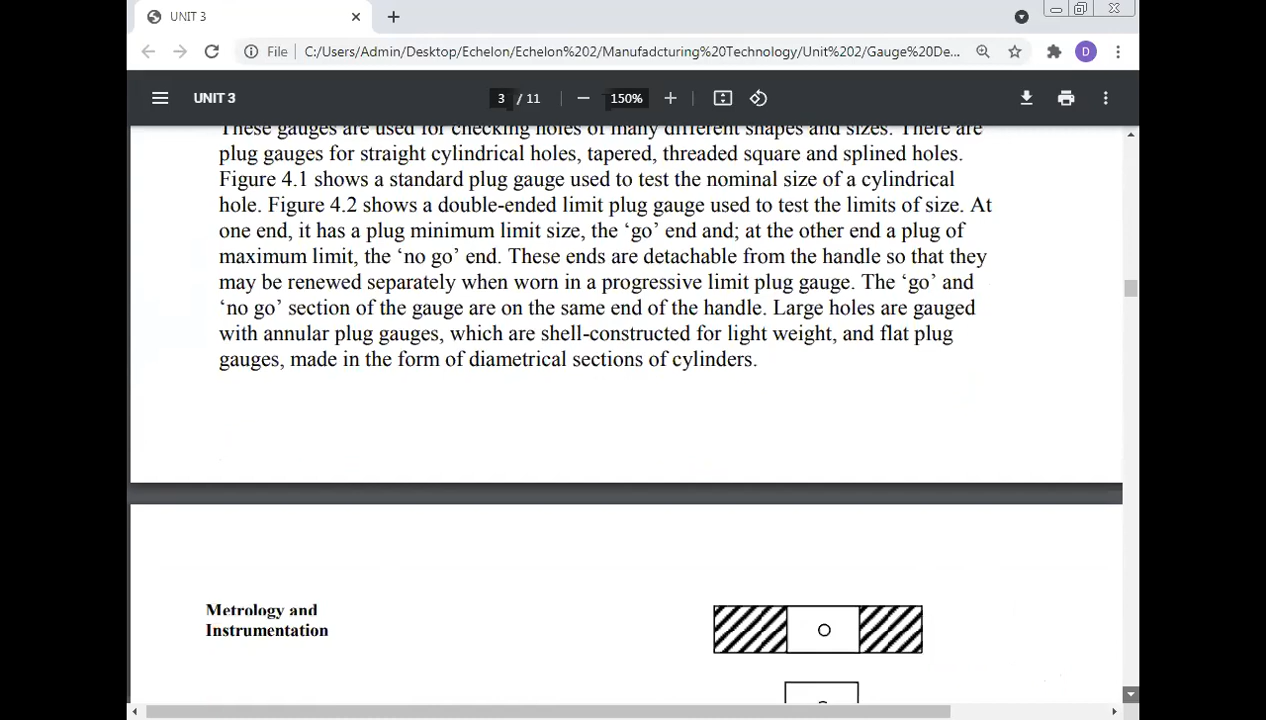 UNIT 3
File C:/Users/Admin/Desktop/Echelon/Echelon%202/Manufadcturing%20Technology/Unit%202/Gauge%20De... D
UNIT 3 3 / 11 150%
These gauges are used for checking holes of many different shapes and sizes. There are
plug gauges for straight cylindrical holes, tapered, threaded square and splined holes.
Figure 4.1 shows a standard plug gauge used to test the nominal size of a cylindrical
hole. Figure 4.2 shows a double-ended limit plug gauge used to test the limits of size. At
one end, it has a plug minimum limit size, the ‘go’ end and; at the other end a plug of
maximum limit, the ‘no go’ end. These ends are detachable from the handle so that they
may be renewed separately when worn in a progressive limit plug gauge. The ‘go’ and
‘no go’ section of the gauge are on the same end of the handle. Large holes are gauged
with annular plug gauges, which are shell-constructed for light weight, and flat plug
gauges, made in the form of diametrical sections of cylinders.
Metrology and
Instrumentation